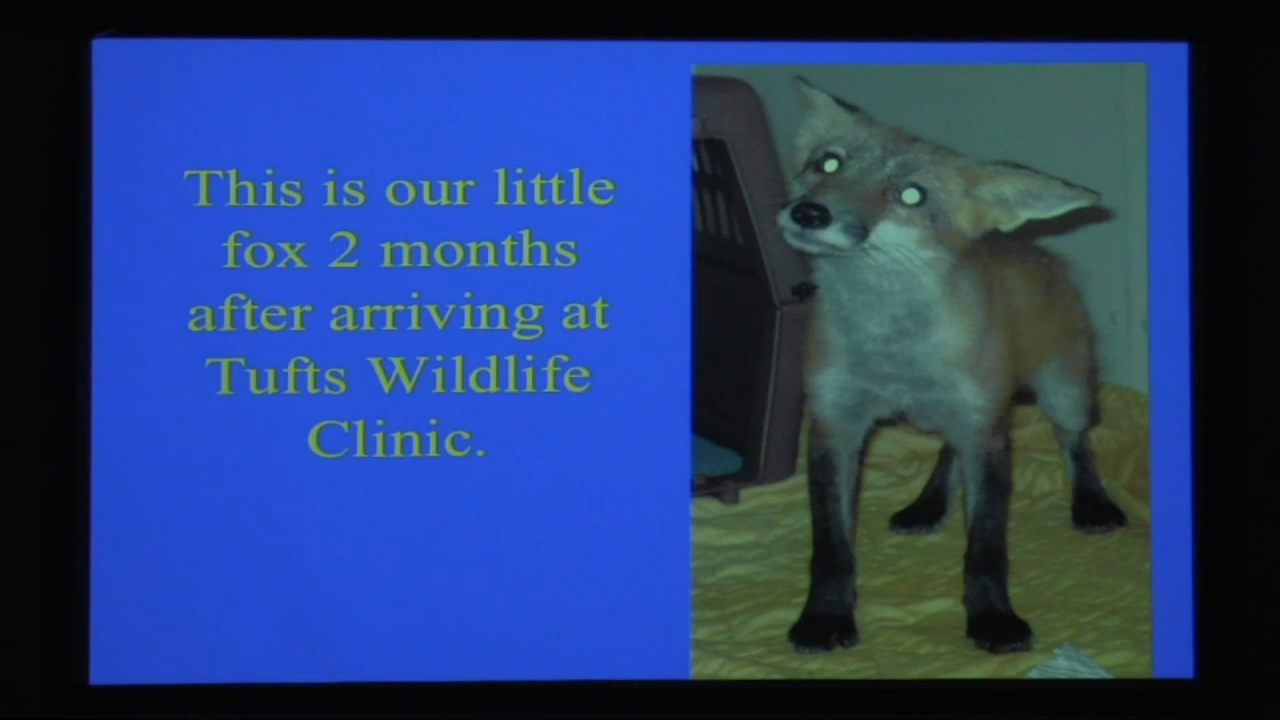 This is our little
fox 2 months
after arriving at
Tufts Wildlife
Clinic.